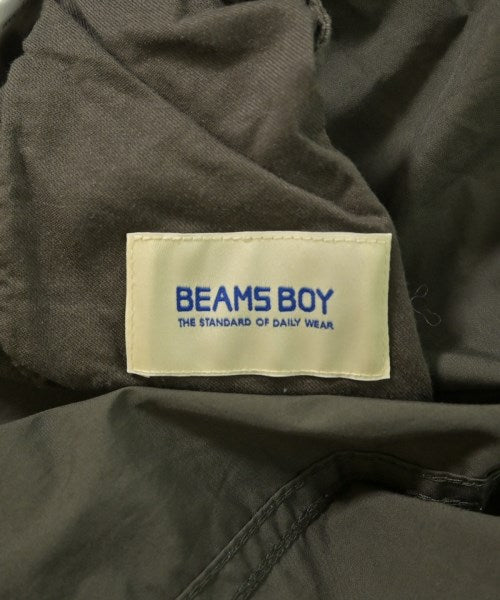 BEAMS BOY
THE STANDARD OF DAILY WEAR